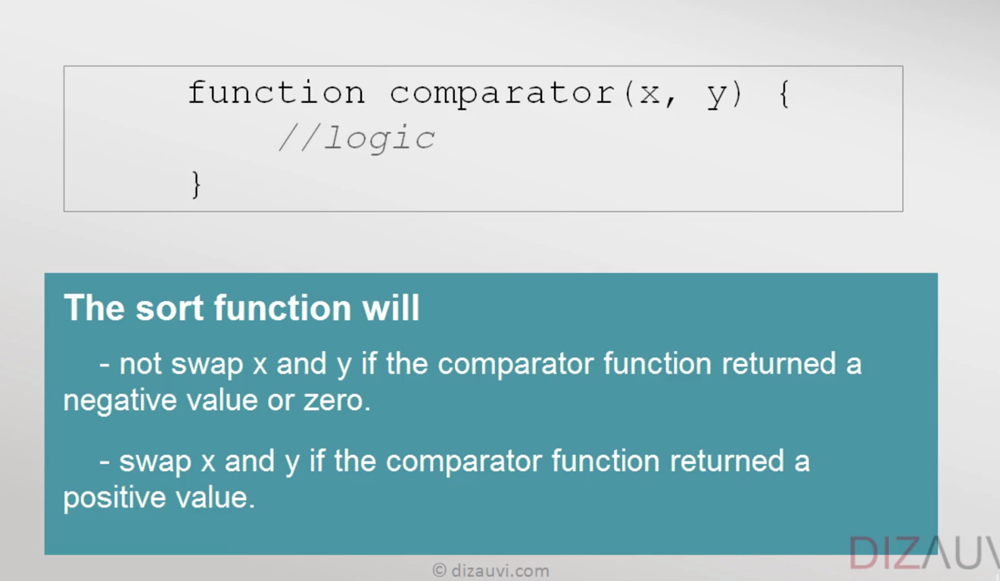 function comparator(x, y) {
//logic
}
The sort function will
- not swap x and y if the comparator function returned a
negative value or zero.
- swap x and y if the comparator function returned a
positive value.
© dizauvi.com